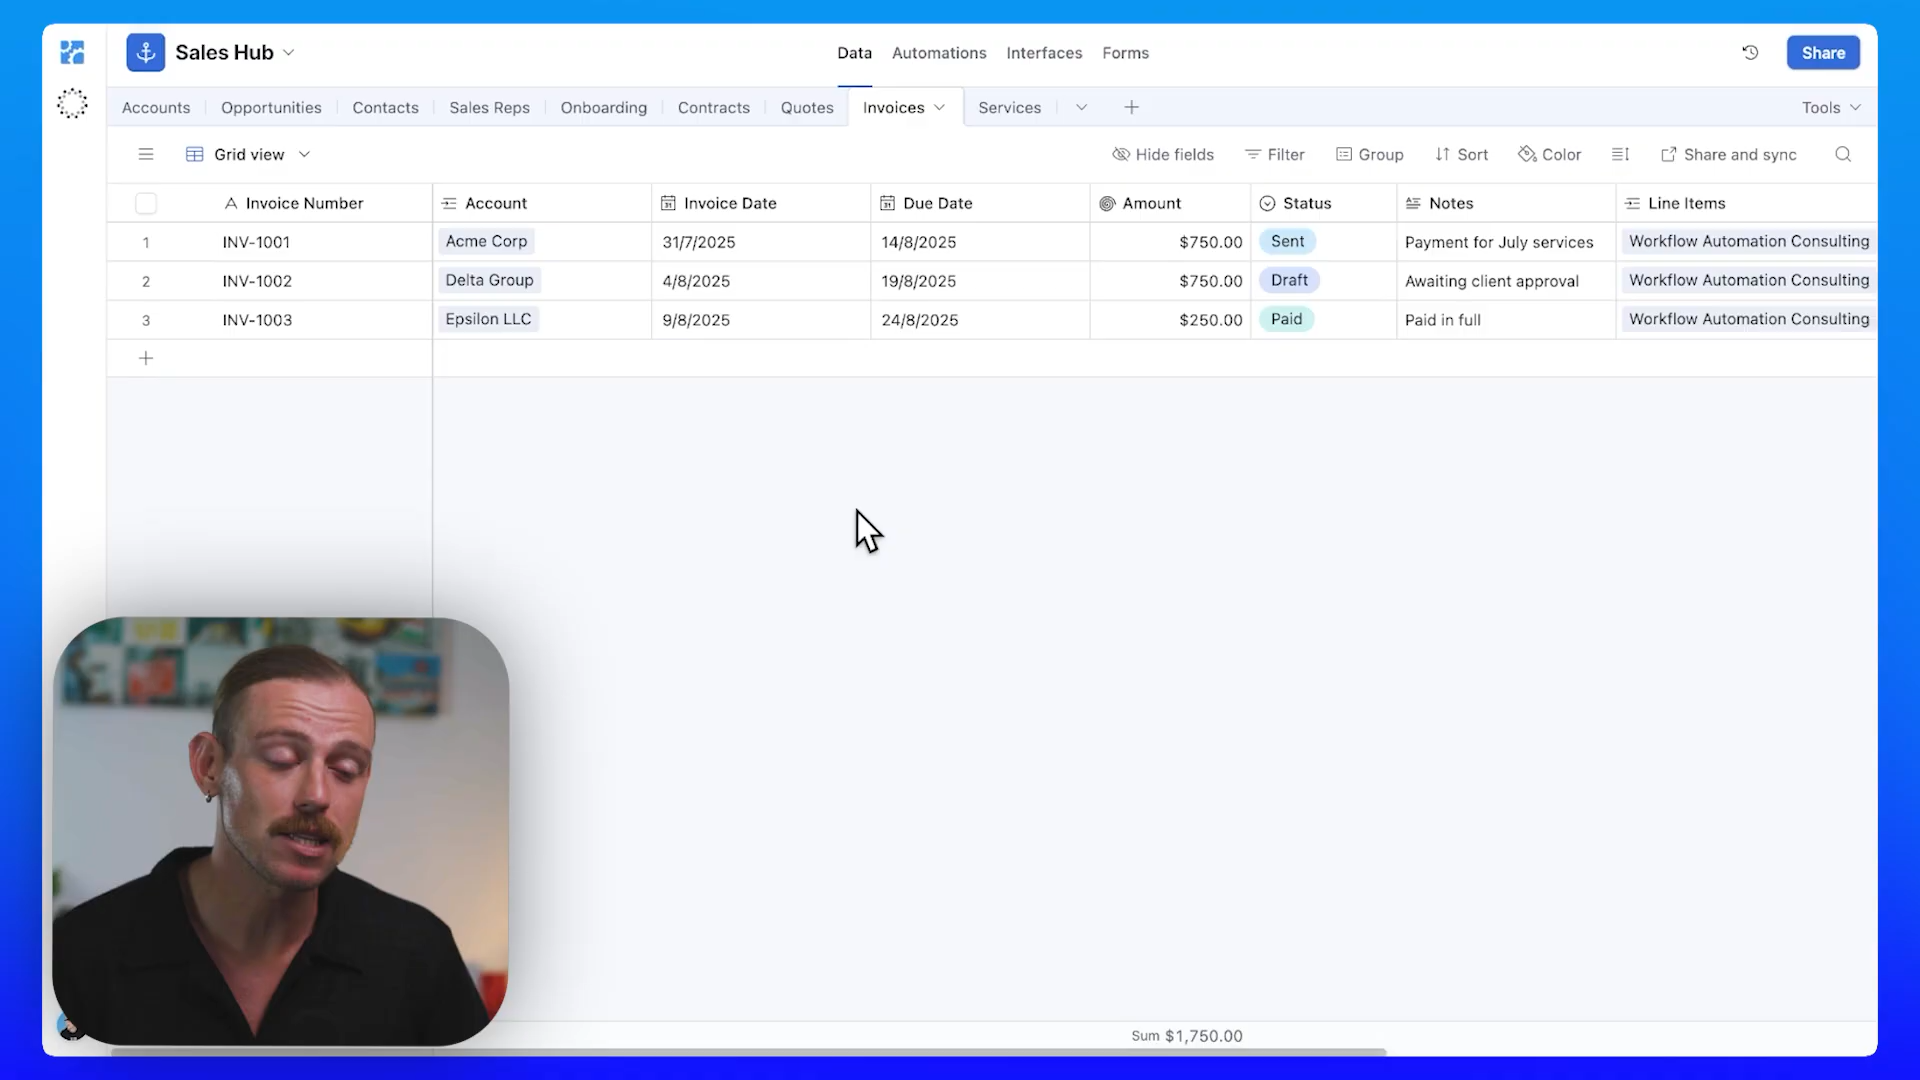 Sales Hub
Data Automations Interfaces Forms
Share
Accounts Opportunities Contacts Sales Reps Onboarding Contracts Quotes Invoices Services
Tools
Grid view
Hide fields Filter Group Sort Color Share and sync
Invoice Number Account Invoice Date Due Date Amount Status Notes Line Items
1 INV-1001 Acme Corp 31/7/2025 14/8/2025 $750.00 Sent Payment for July services Workflow Automation Consulting
2 INV-1002 Delta Group 4/8/2025 19/8/2025 $750.00 Draft Awaiting client approval Workflow Automation Consulting
3 INV-1003 Epsilon LLC 9/8/2025 24/8/2025 $250.00 Paid Paid in full Workflow Automation Consulting
Sum $1,750.00